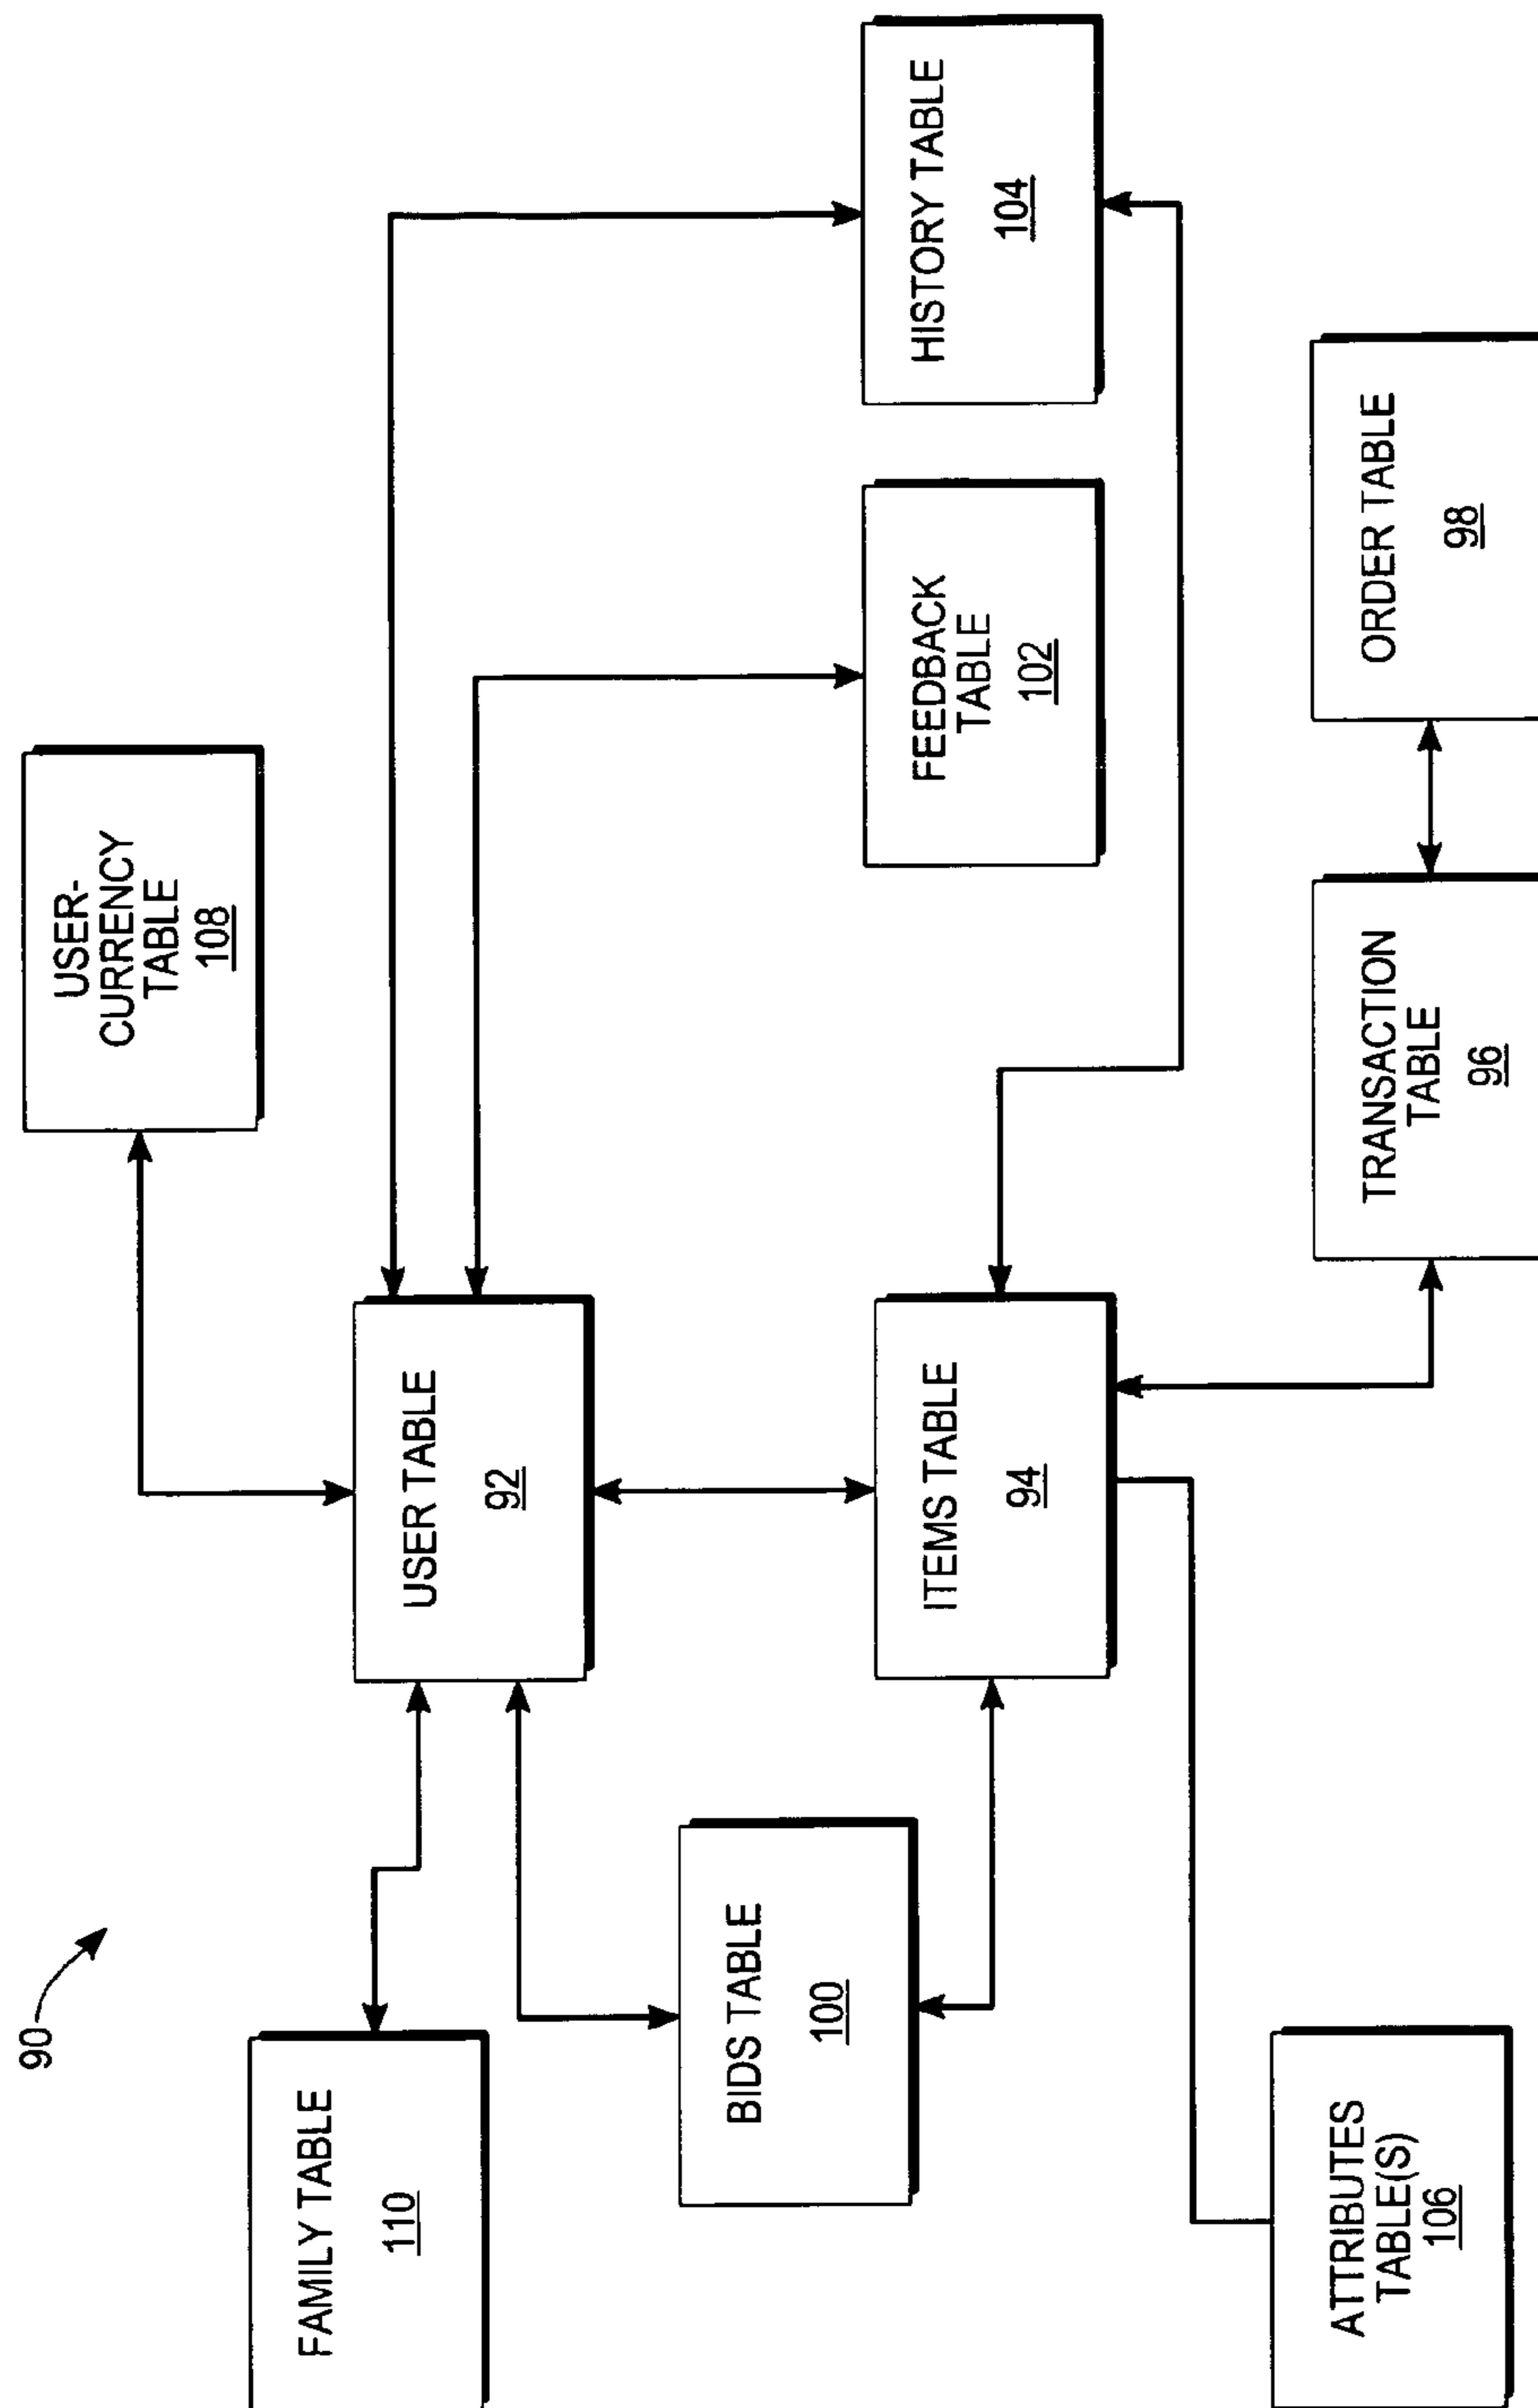 90
USER-
CURRENCY
TABLE
108
FAMILY TABLE
110
USER TABLE
92
BIDS TABLE
100
ITEMS TABLE
94
FEEDBACK
TABLE
102
HISTORY TABLE
104
ATTRIBUTES
TABLE(S)
106
TRANSACTION
TABLE
96
ORDER TABLE
98